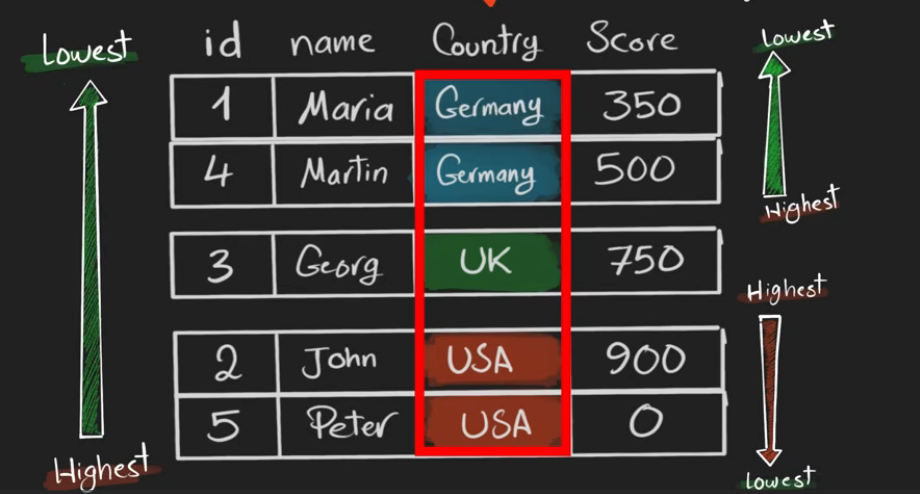 Lowest id name Country Score Lowest
1 Maria Germany 350
4 Martin Germany 500
Highest
3 Georg UK 750
Highest
2 John USA 900
5 Peter USA 0
Highest Lowest